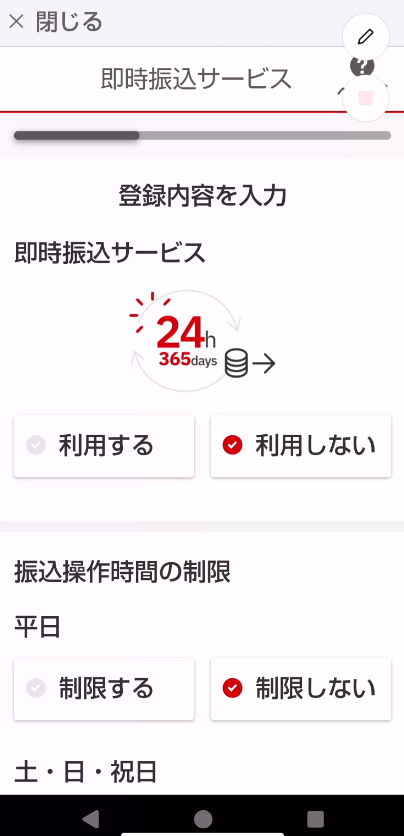 × 閉じる
即時振込サービス
?
登録内容を入力
即時振込サービス
24h
365days
利用する
利用しない
振込操作時間の制限
平日
制限する
制限しない
土・日・祝日